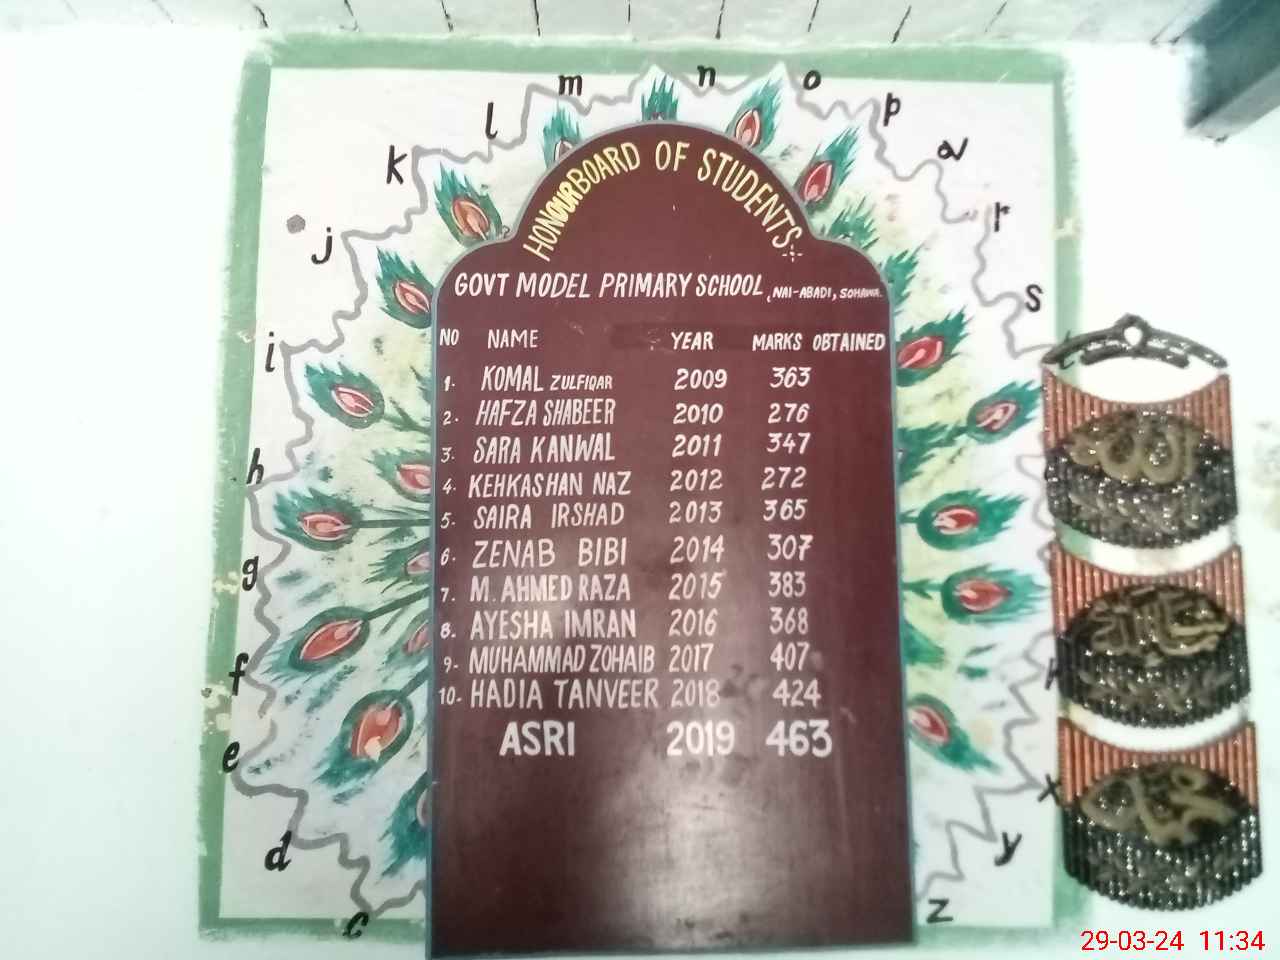 HONOURBOARD OF STUDENTS
GOVT MODEL PRIMARY SCHOOL, NAI-ABADI, SOHAWA.
NO NAME YEAR MARKS OBTAINED
1. KOMAL ZULFIQAR 2009 363
2. HAFZA SHABEER 2010 276
3. SARA KANWAL 2011 347
4. KEHKASHAN NAZ 2012 272
5. SAIRA IRSHAD 2013 365
6. ZENAB BIBI 2014 307
7. M. AHMED RAZA 2015 383
8. AYESHA IMRAN 2016 368
9- MUHAMMAD ZOHAIB 2017 407
10- HADIA TANVEER 2018 424
ASRI 2019 463
c
d
e
f
g
h
i
j
k
l
m
n
o
p
q
r
s
t
x
y
z
الله
محمد
29-03-24 11:34